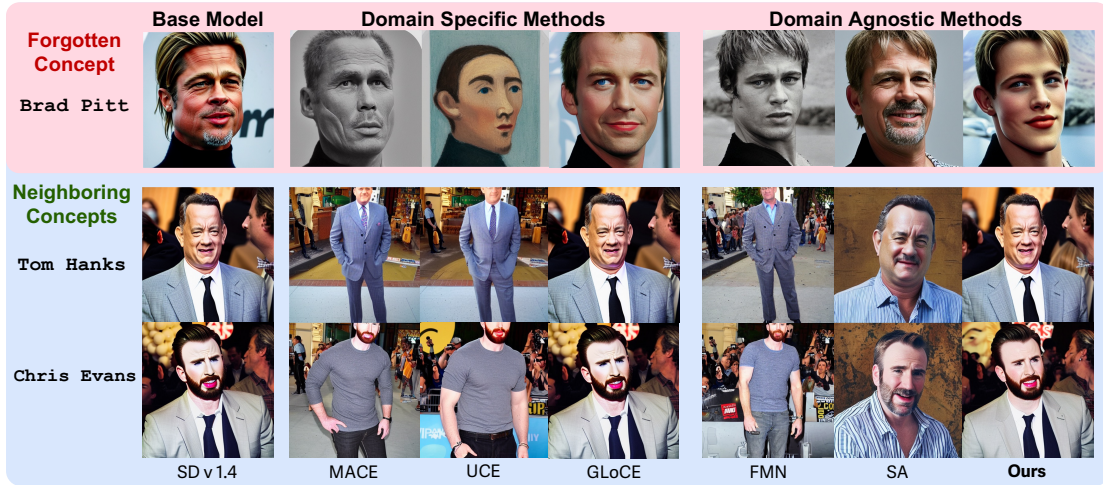 Base Model
Domain Specific Methods
Domain Agnostic Methods
Forgotten
Concept
Brad Pitt
Neighboring
Concepts
Tom Hanks
Chris Evans
SD v 1.4
MACE
UCE
GLoCE
FMN
SA
Ours